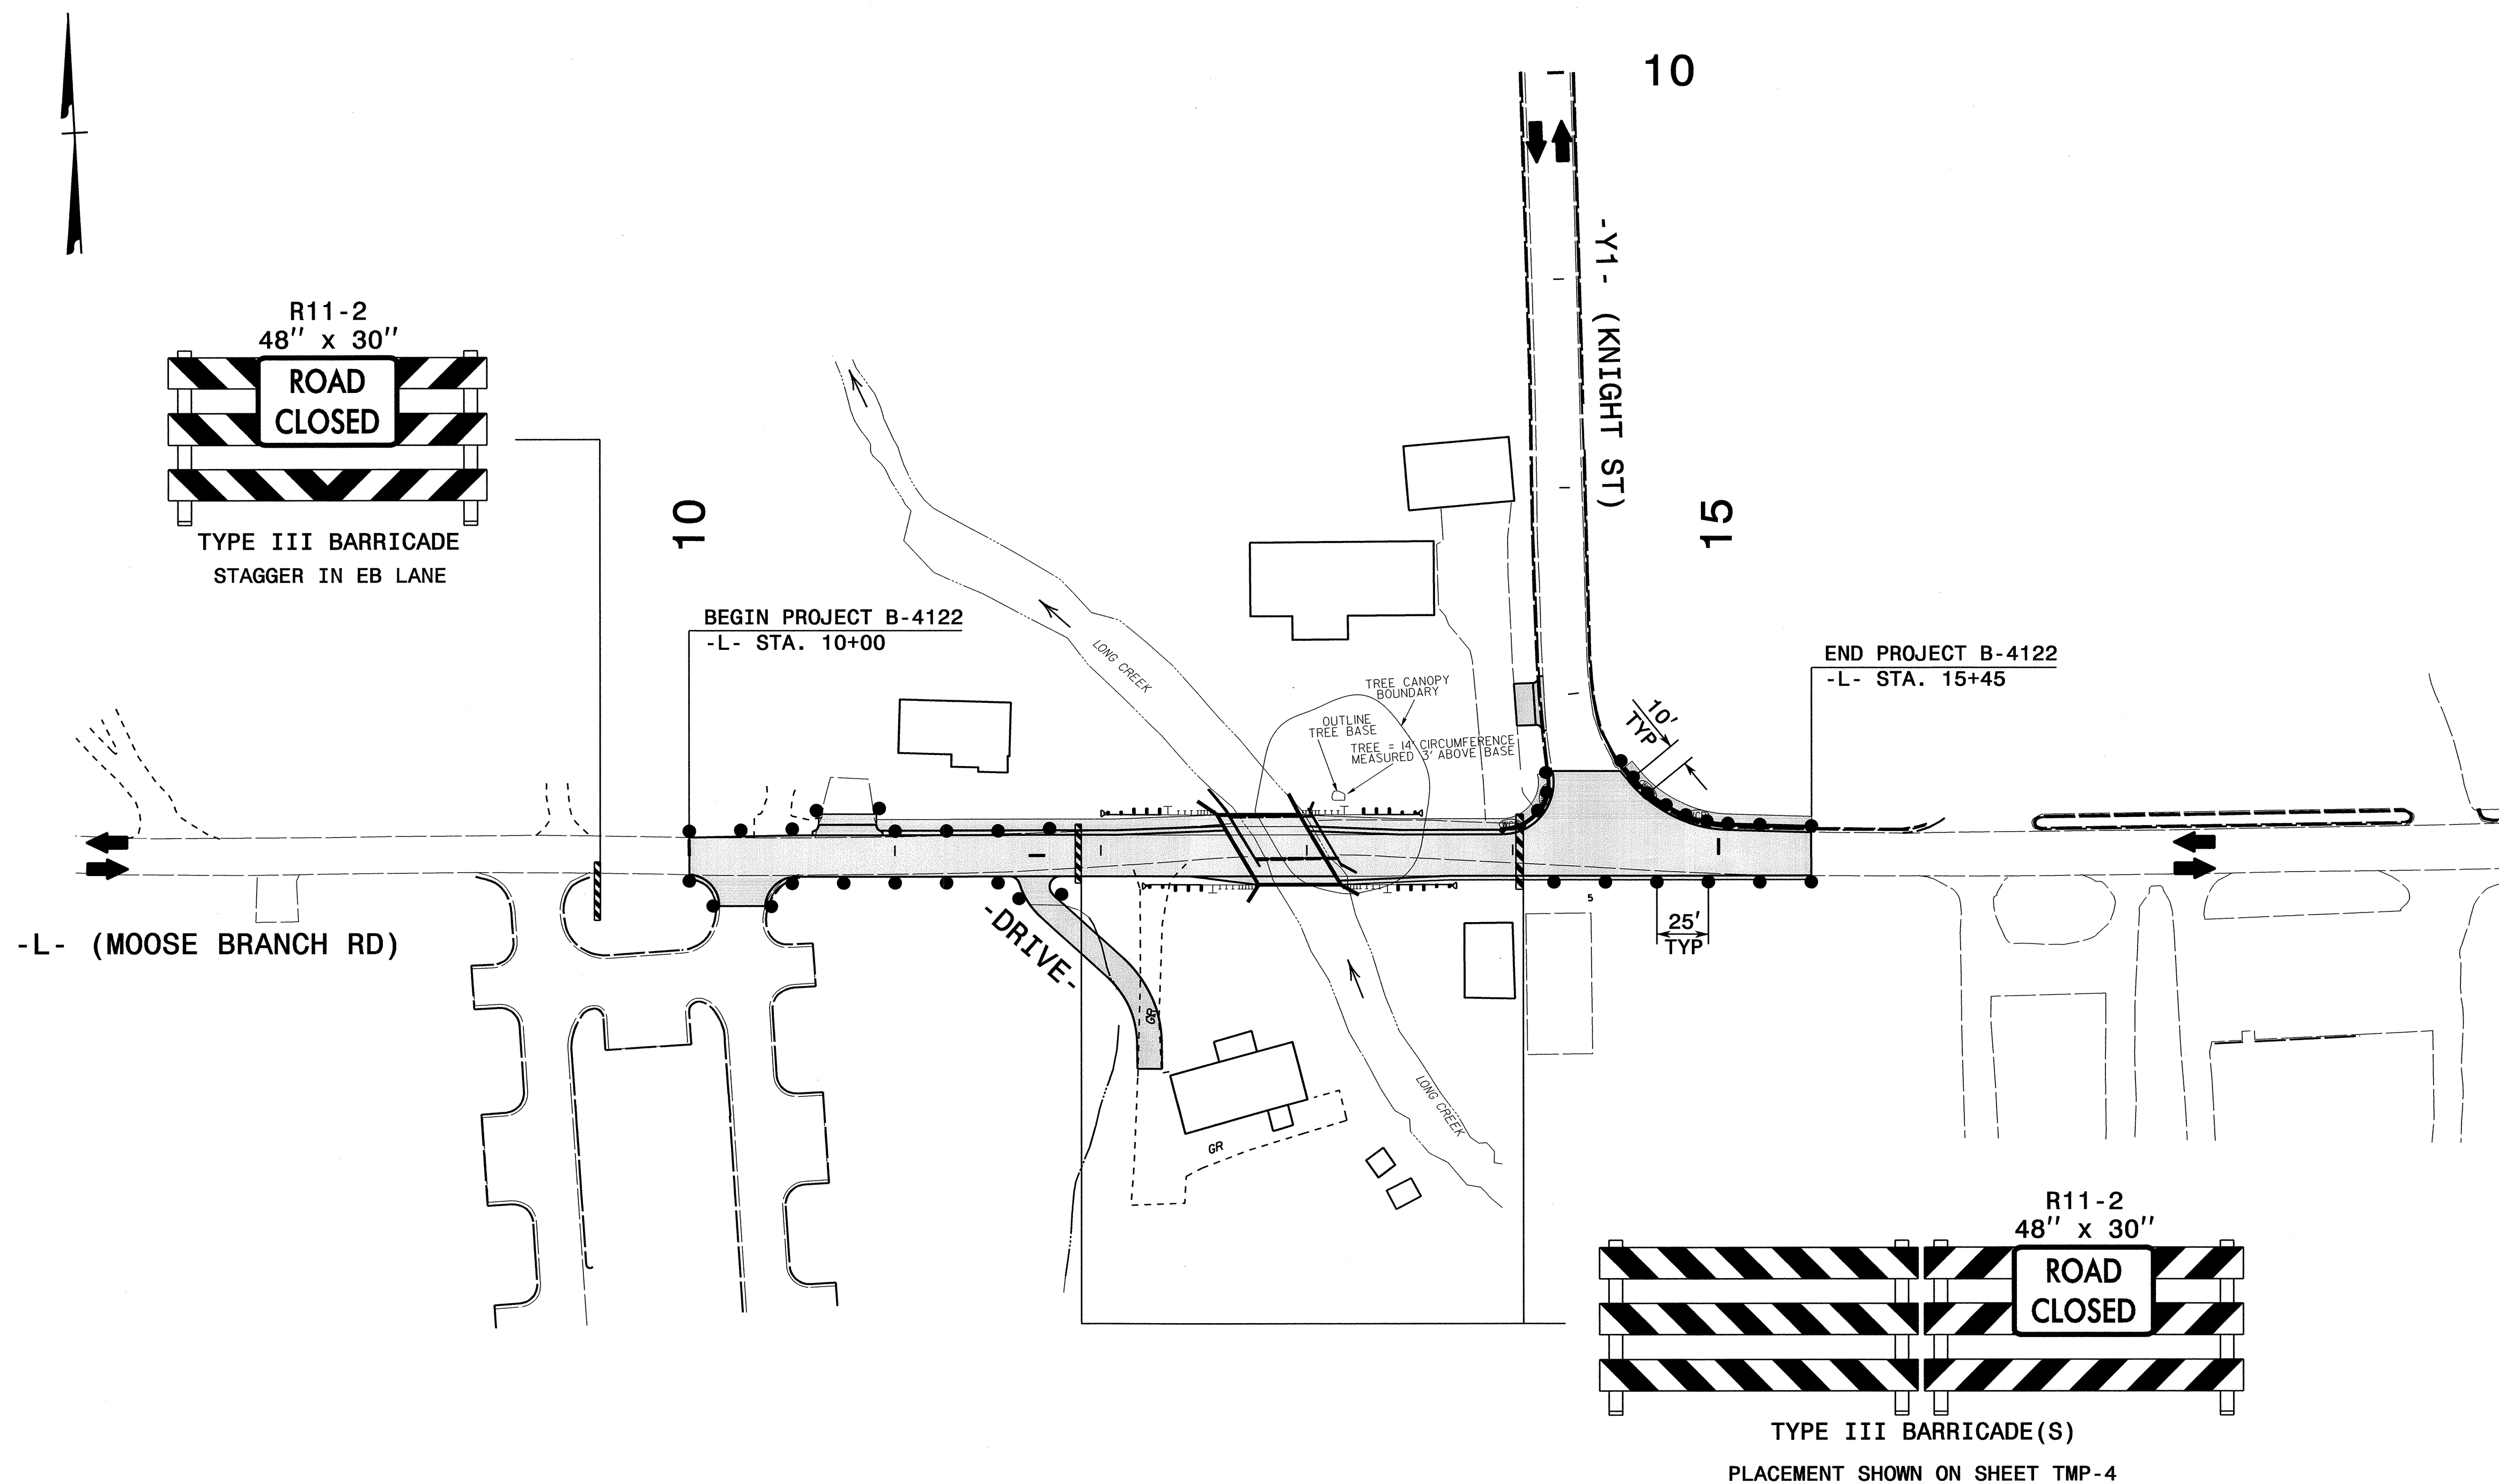 10
-Y1- (KNIGHT ST)
R11-2
48" x 30"
ROAD
CLOSED
TYPE III BARRICADE
STAGGER IN EB LANE
10
15
BEGIN PROJECT B-4122
-L- STA. 10+00
LONG CREEK
TREE CANOPY
BOUNDARY
OUTLINE
TREE BASE
TREE = 14' CIRCUMFERENCE
MEASURED 3' ABOVE BASE
10'
TYP
END PROJECT B-4122
-L- STA. 15+45
-L- (MOOSE BRANCH RD)
-DRIVE-
5
25'
TYP
GR
LONG CREEK
GR
R11-2
48" x 30"
ROAD
CLOSED
TYPE III BARRICADE(S)
PLACEMENT SHOWN ON SHEET TMP-4